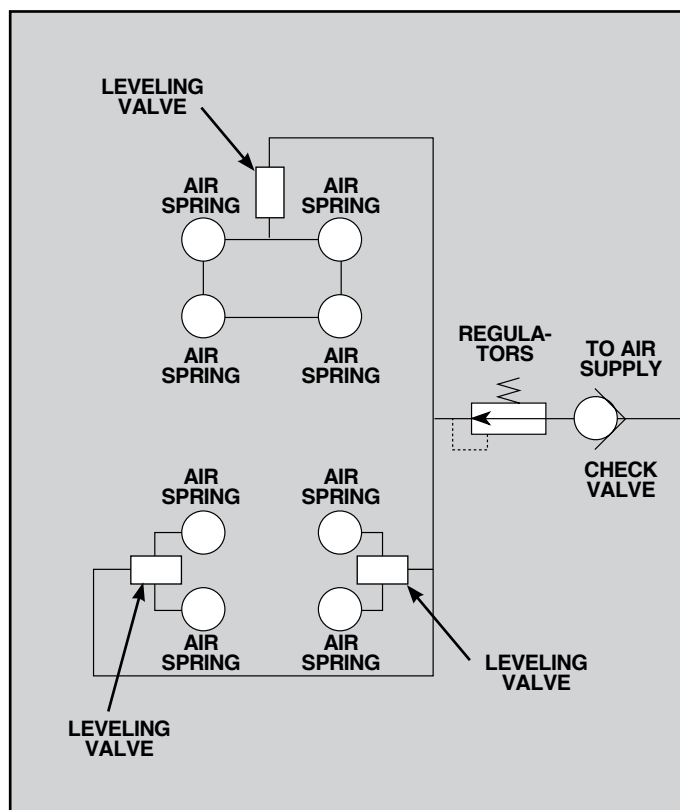 LEVELING
VALVE
AIR
SPRING
AIR
SPRING
AIR
SPRING
AIR
SPRING
REGULA-
TORS
TO AIR
SUPPLY
CHECK
VALVE
AIR
SPRING
AIR
SPRING
AIR
SPRING
AIR
SPRING
LEVELING
VALVE
LEVELING
VALVE